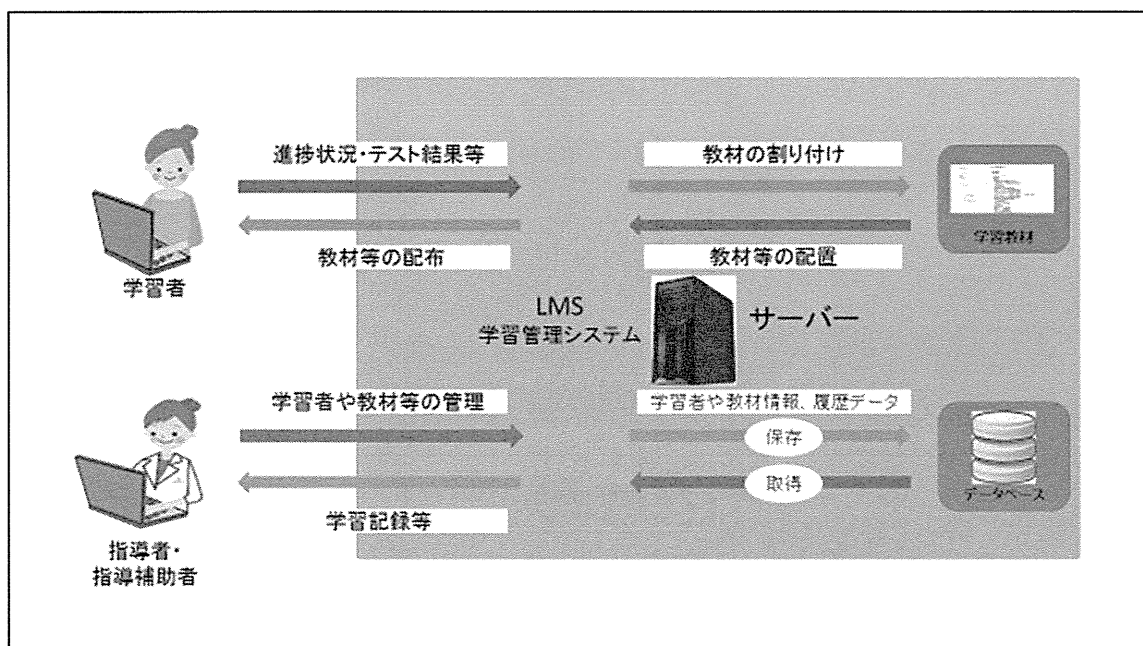 進捗状況・テスト結果等
教材の割り付け
教材等の配布
教材等の配置
学習教材
学習者
LMS
学習管理システム
サーバー
学習者や教材等の管理
学習者や教材情報、履歴データ
保存
取得
データベース
学習記録等
指導者・
指導補助者